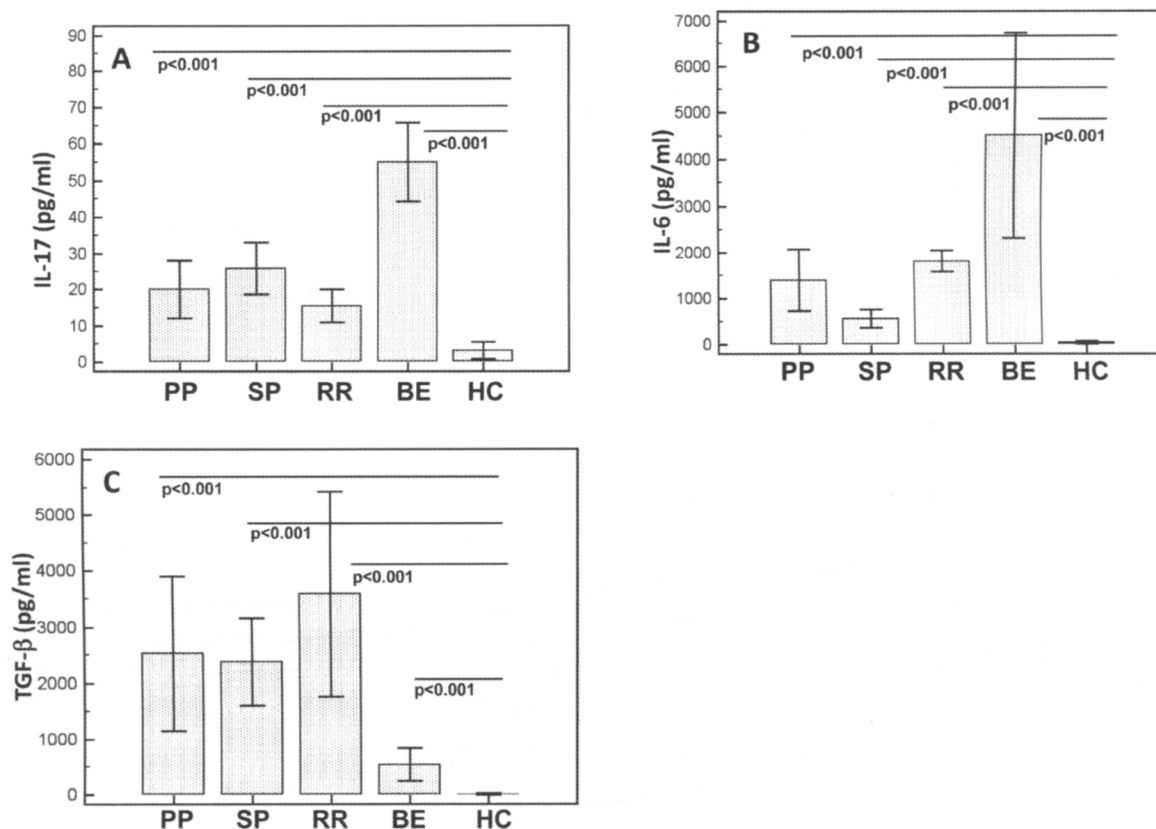 A
IL-17 (pg/ml)
90
80
70
60
50
40
30
20
10
0
p<0.001
p<0.001
p<0.001
p<0.001
PP SP RR BE HC
B
IL-6 (pg/ml)
7000
6000
5000
4000
3000
2000
1000
0
p<0.001
p<0.001
p<0.001
p<0.001
PP SP RR BE HC
C
TGF-β (pg/ml)
6000
5000
4000
3000
2000
1000
0
p<0.001
p<0.001
p<0.001
p<0.001
PP SP RR BE HC